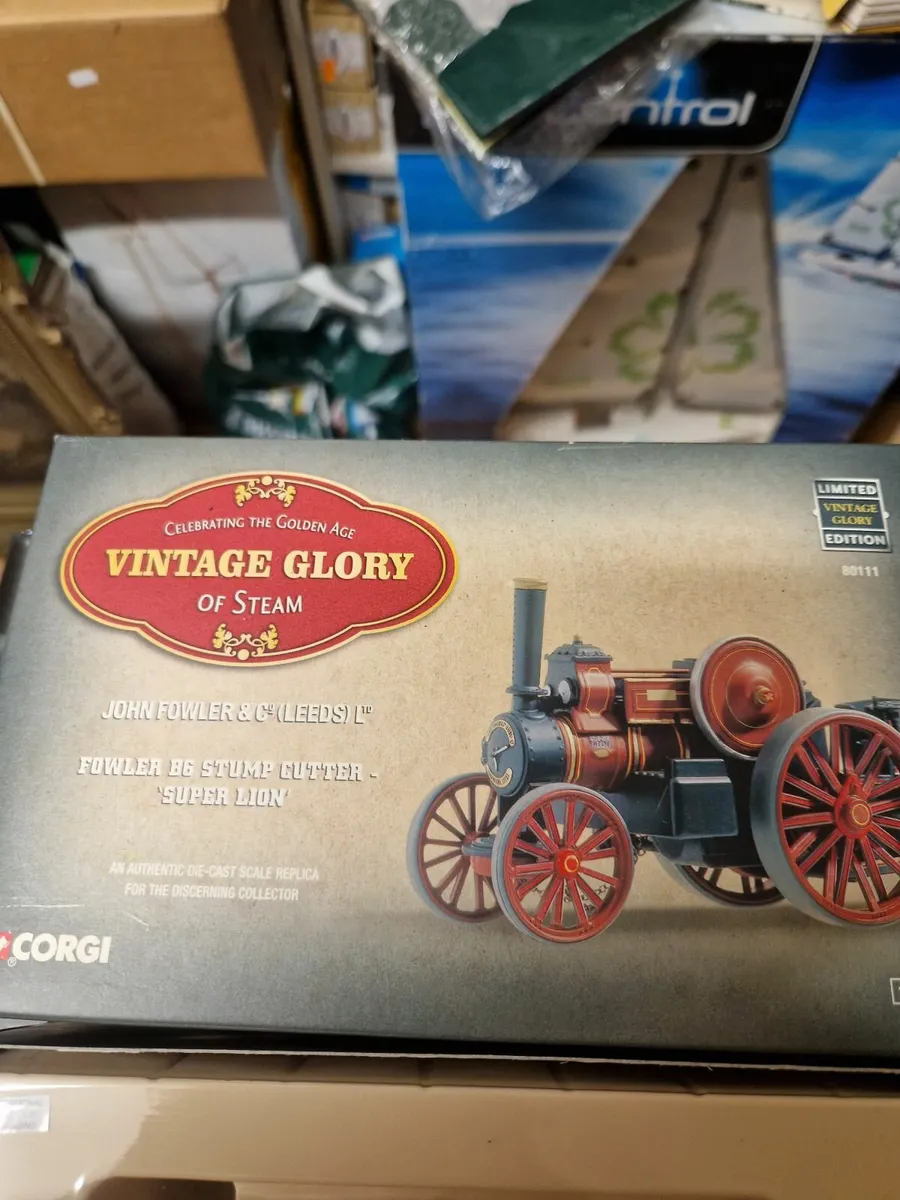 ntrol
CELEBRATING THE GOLDEN AGE
VINTAGE GLORY
OF STEAM
LIMITED
VINTAGE
GLORY
EDITION
80111
JOHN FOWLER & Cº (LEEDS) Lᵀᴰ
FOWLER B6 STUMP CUTTER -
'SUPER LION'
AN AUTHENTIC DIE-CAST SCALE REPLICA
FOR THE DISCERNING COLLECTOR
CORGI
®